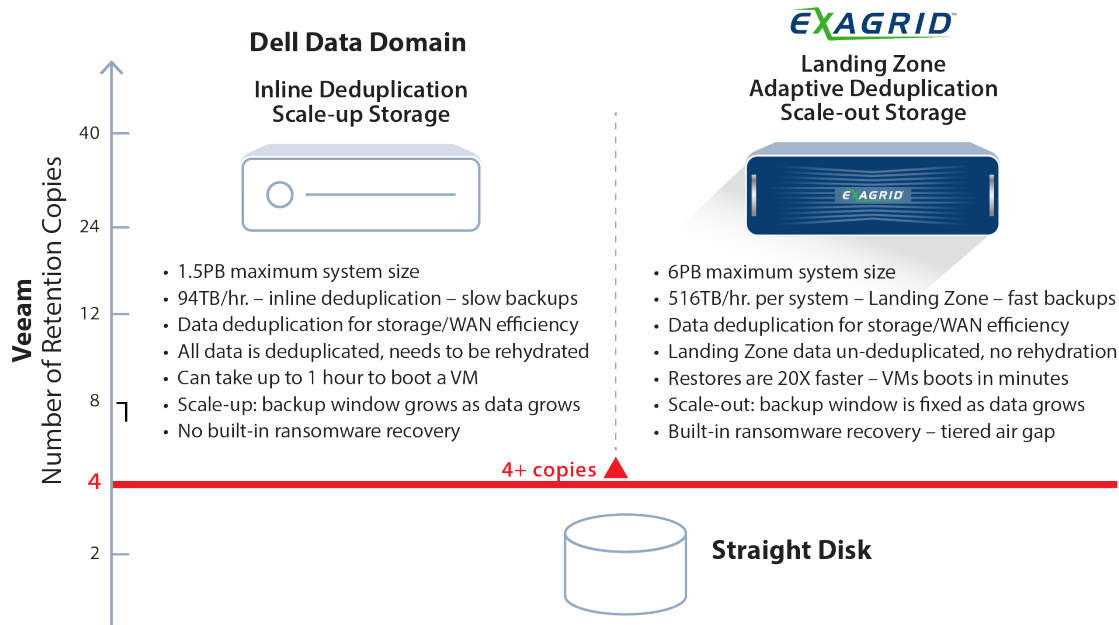 Dell Data Domain
Inline Deduplication
Scale-up Storage
EXAGRID™
Landing Zone
Adaptive Deduplication
Scale-out Storage
EXAGRID
Veeam
Number of Retention Copies
40
24
12
8
4
2
• 1.5PB maximum system size
• 94TB/hr. – inline deduplication – slow backups
• Data deduplication for storage/WAN efficiency
• All data is deduplicated, needs to be rehydrated
• Can take up to 1 hour to boot a VM
• Scale-up: backup window grows as data grows
• No built-in ransomware recovery
• 6PB maximum system size
• 516TB/hr. per system – Landing Zone – fast backups
• Data deduplication for storage/WAN efficiency
• Landing Zone data un-deduplicated, no rehydration
• Restores are 20X faster – VMs boots in minutes
• Scale-out: backup window is fixed as data grows
• Built-in ransomware recovery – tiered air gap
4+ copies
Straight Disk